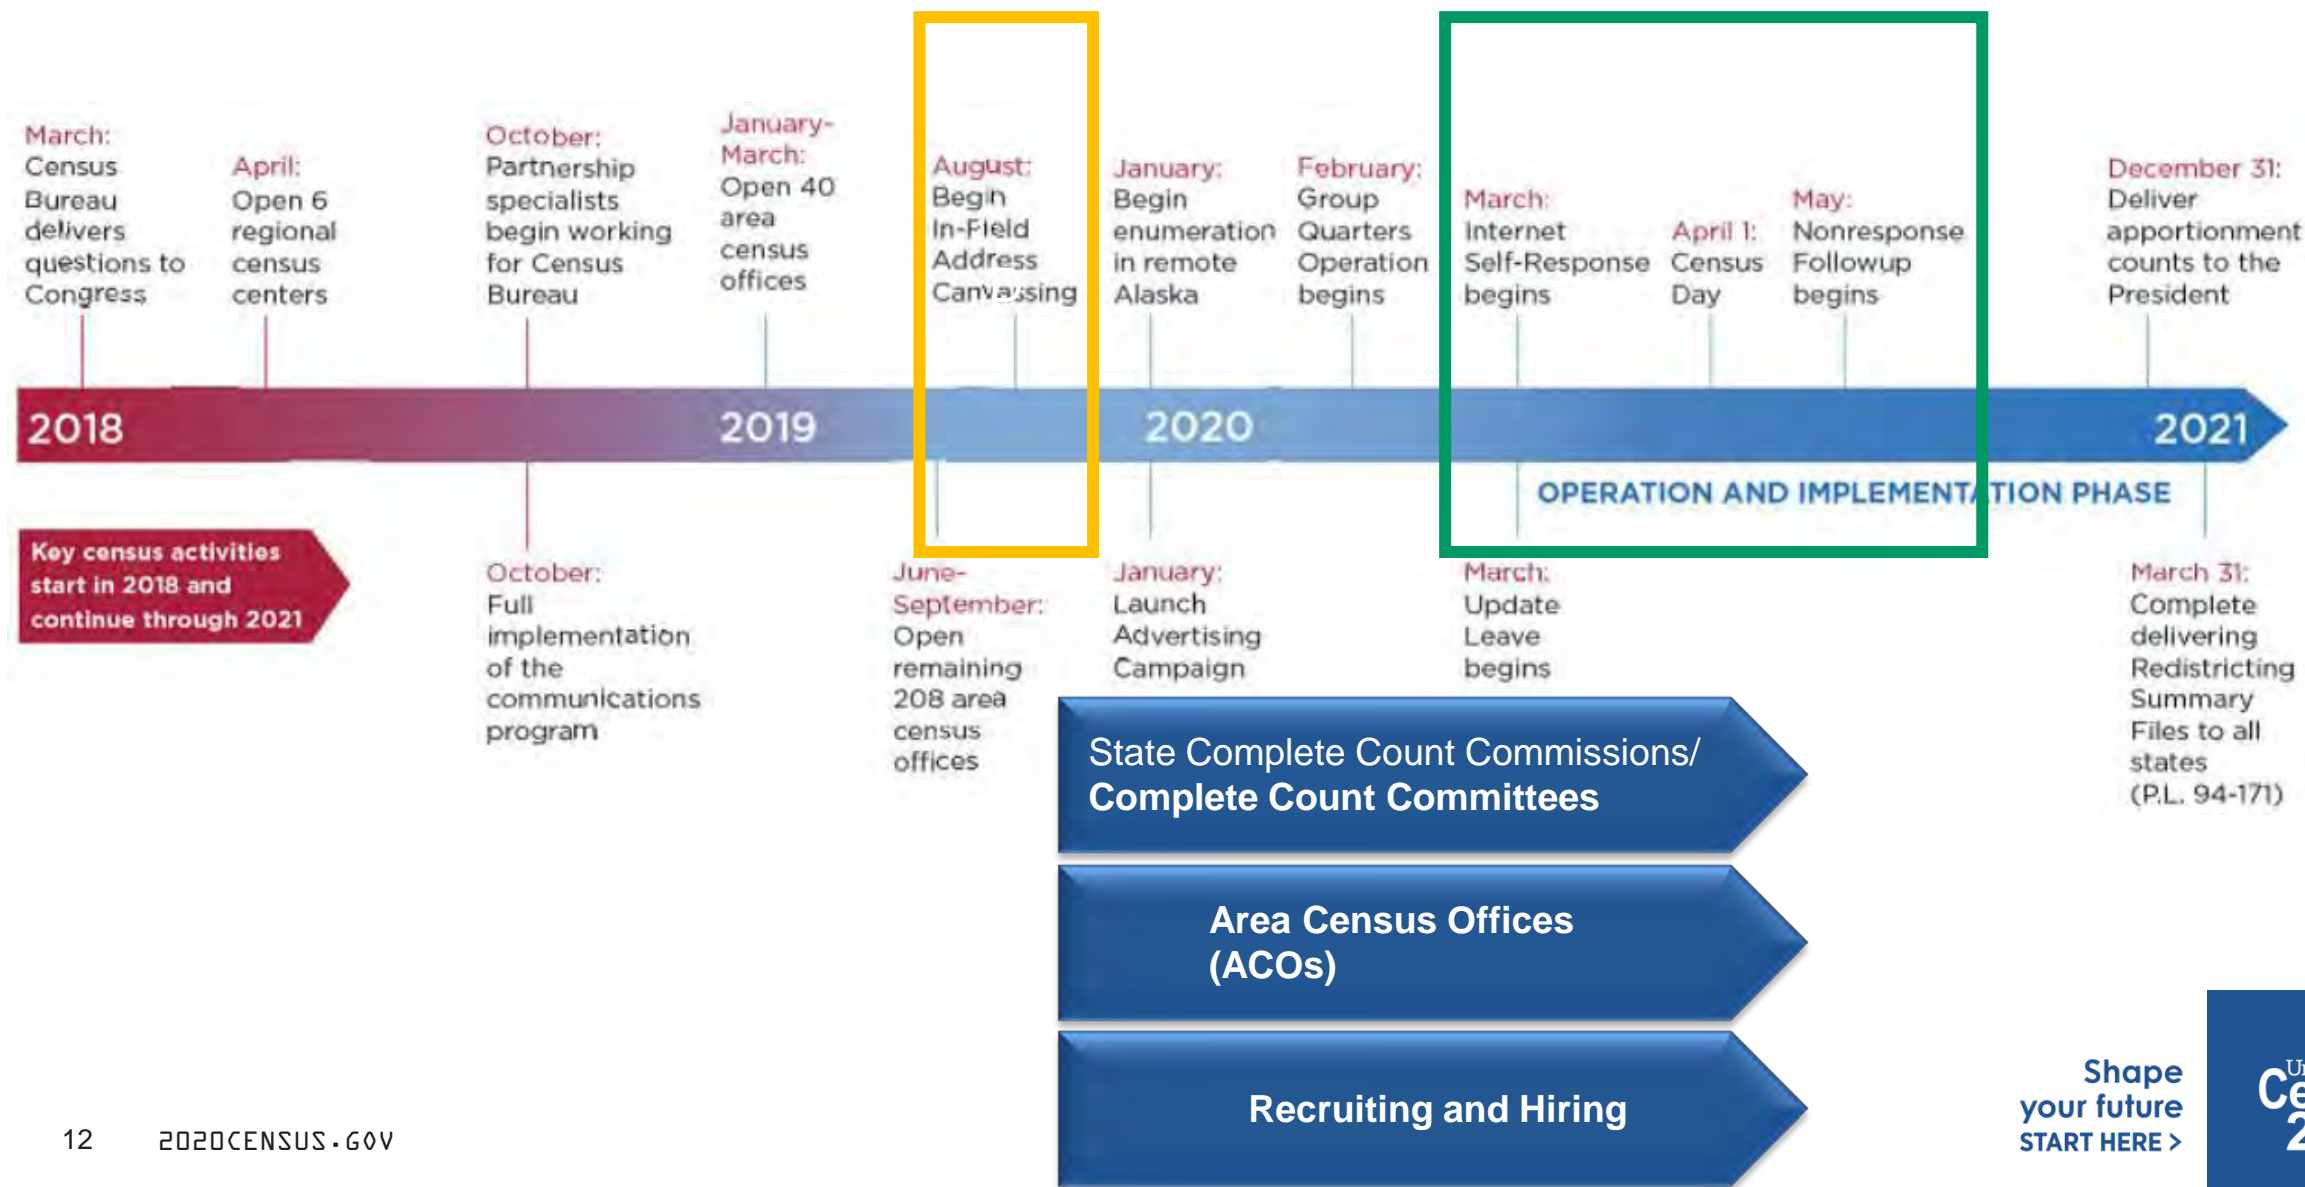 March:
Census
Bureau
delivers
questions to
Congress
April:
Open 6
regional
census
centers
October:
Partnership
specialists
begin working
for Census
Bureau
January-
March:
Open 40
area
census
offices
August:
Begin
In-Field
Address
Canvassing
January:
Begin
enumeration
in remote
Alaska
February:
Group
Quarters
Operation
begins
March:
Internet
Self-Response
begins
April 1:
Census
Day
May:
Nonresponse
Followup
begins
December 31:
Deliver
apportionment
counts to the
President
2018
2019
2020
2021
OPERATION AND IMPLEMENTATION PHASE
Key census activities
start in 2018 and
continue through 2021
October:
Full
implementation
of the
communications
program
June-
September:
Open
remaining
208 area
census
offices
January:
Launch
Advertising
Campaign
March:
Update
Leave
begins
March 31:
Complete
delivering
Redistricting
Summary
Files to all
states
(P.L. 94-171)
State Complete Count Commissions/
Complete Count Committees
Area Census Offices
(ACOs)
Recruiting and Hiring
Shape
your future
START HERE >
12 2020CENSUS.GOV